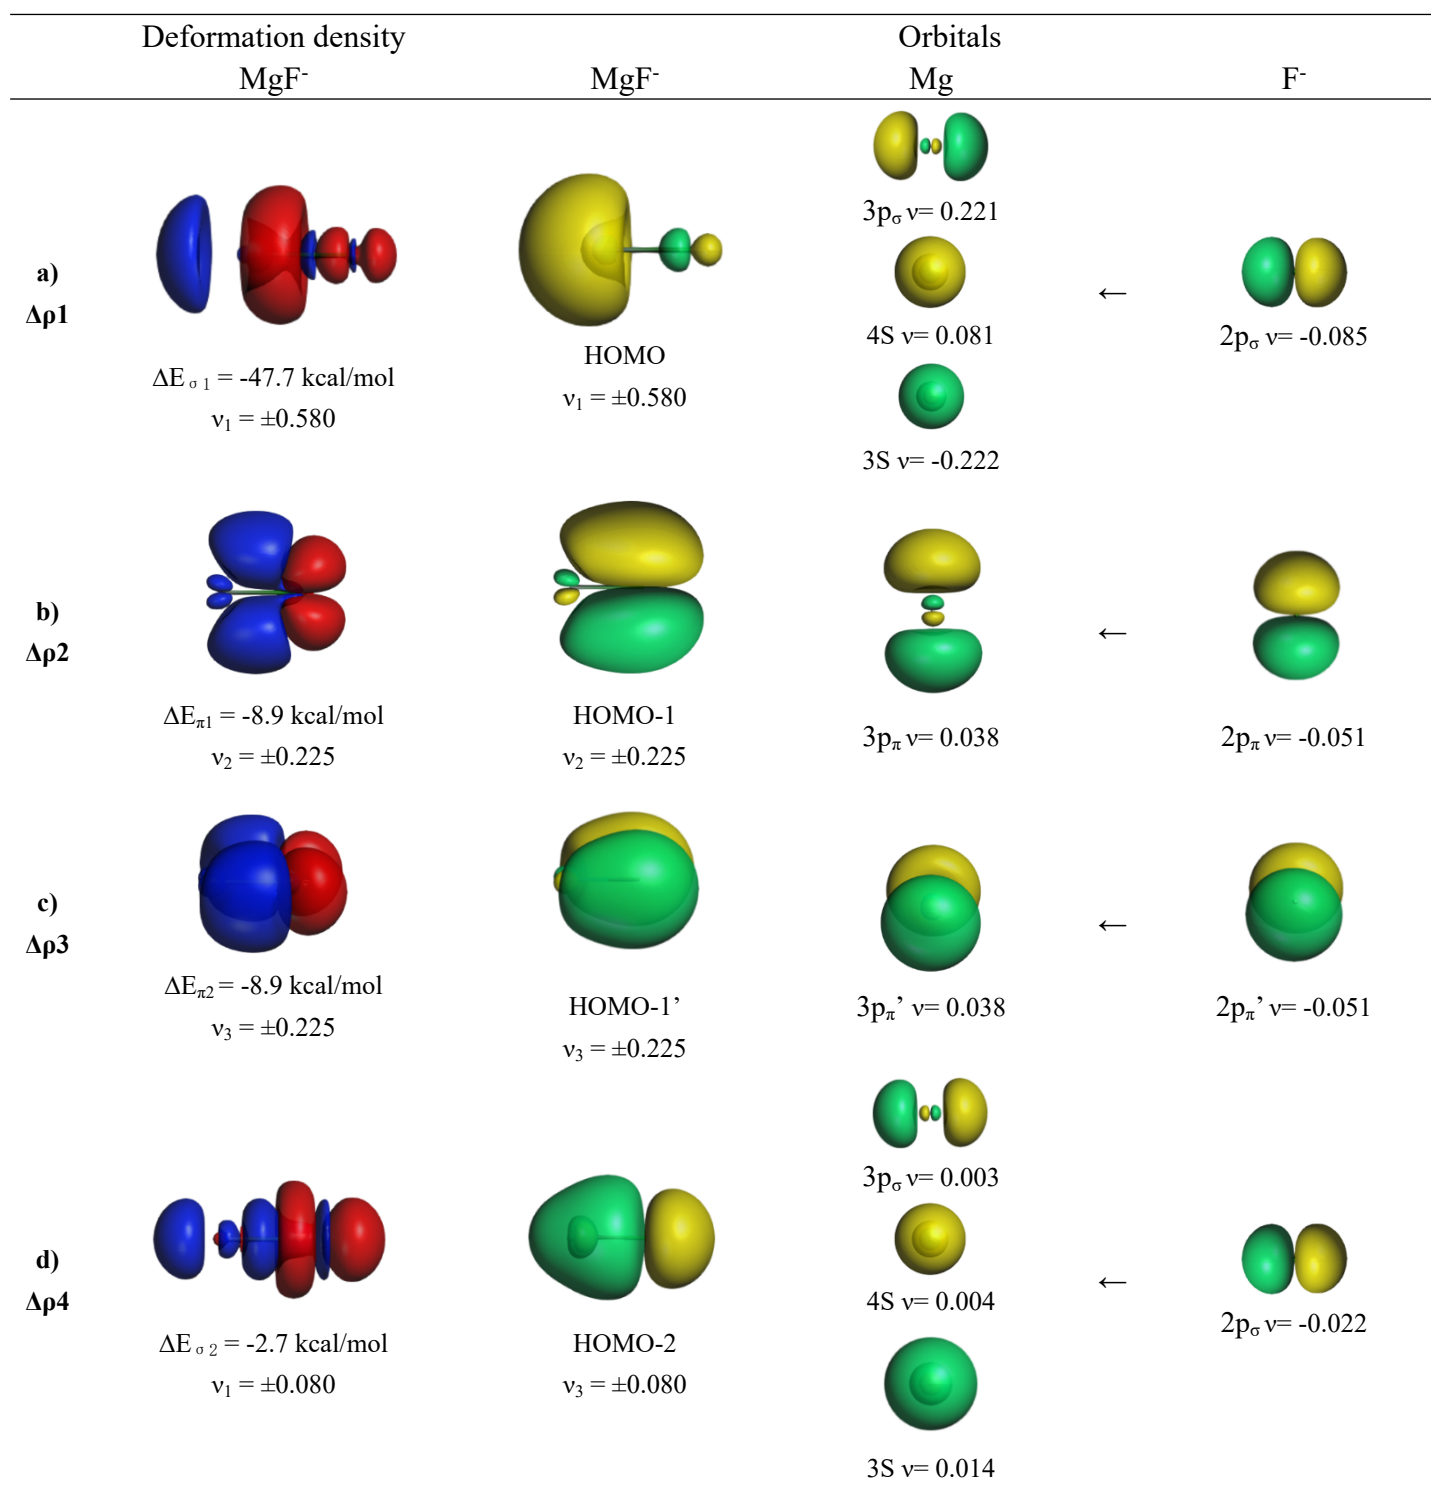 Deformation density Orbitals
MgF- MgF- Mg F-
3pσ ν= 0.221
a)
Δρ1
4S ν= 0.081
←
2pσ ν= -0.085
HOMO
ΔE σ 1 = -47.7 kcal/mol
ν1 = ±0.580
ν1 = ±0.580
3S ν= -0.222
b)
Δρ2
←
ΔEπ1 = -8.9 kcal/mol HOMO-1 3pπ ν= 0.038 2pπ ν= -0.051
ν2 = ±0.225 ν2 = ±0.225
c)
Δρ3
←
ΔEπ2 = -8.9 kcal/mol HOMO-1’ 3pπ’ ν= 0.038 2pπ’ ν= -0.051
ν3 = ±0.225 ν3 = ±0.225
3pσ ν= 0.003
d)
Δρ4
←
4S ν= 0.004
2pσ ν= -0.022
ΔE σ 2 = -2.7 kcal/mol HOMO-2
ν1 = ±0.080 ν3 = ±0.080
3S ν= 0.014